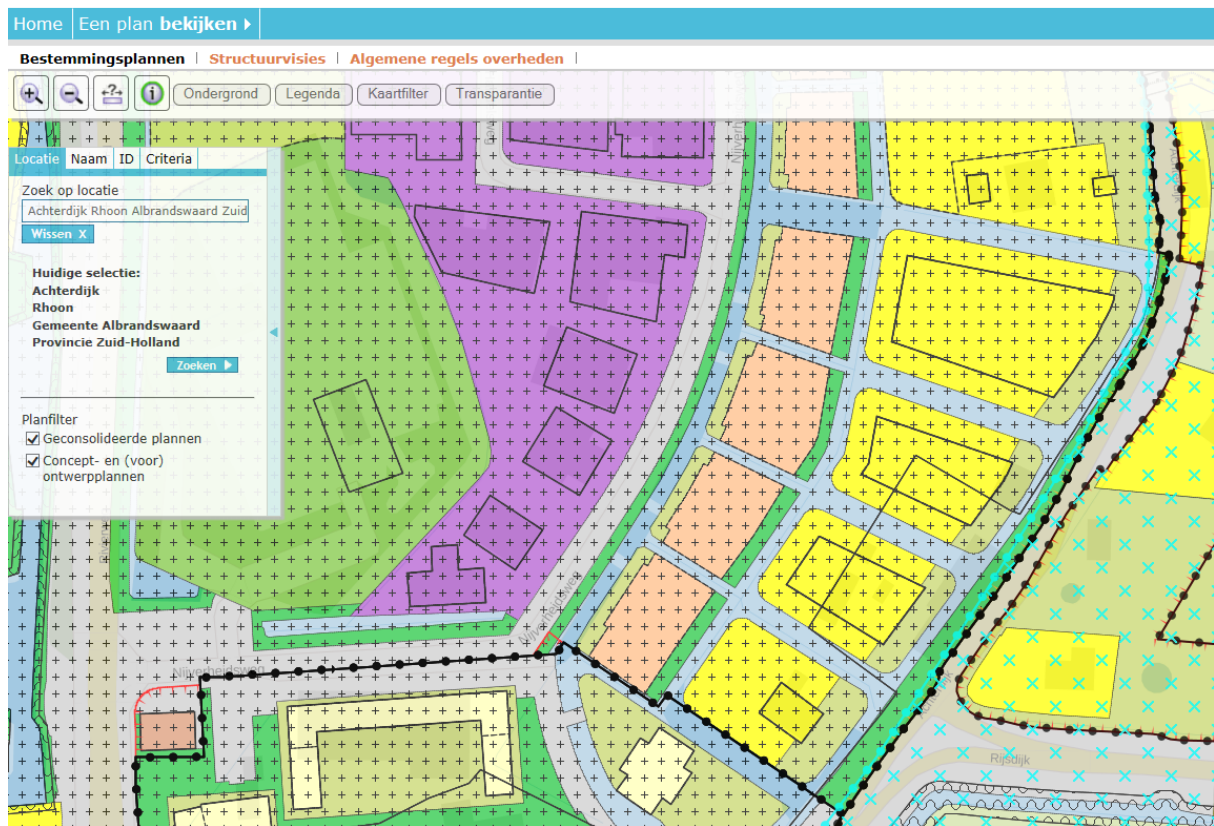 Home Een plan bekijken
Bestemmingsplannen | Structuurvisies | Algemene regels overheden |
Ondergrond Legenda Kaartfilter Transparantie
Locatie Naam ID Criteria
Zoek op locatie
Achterdijk Rhoon Albrandswaard Zuid
Wissen X
Huidige selectie:
Achterdijk
Rhoon
Gemeente Albrandswaard
Provincie Zuid-Holland
Zoeken
Planfilter
Geconsolideerde plannen
Concept- en (voor)
ontwerpplannen
Nijverheidsweg
Nijverheidsweg
Rijsdijk